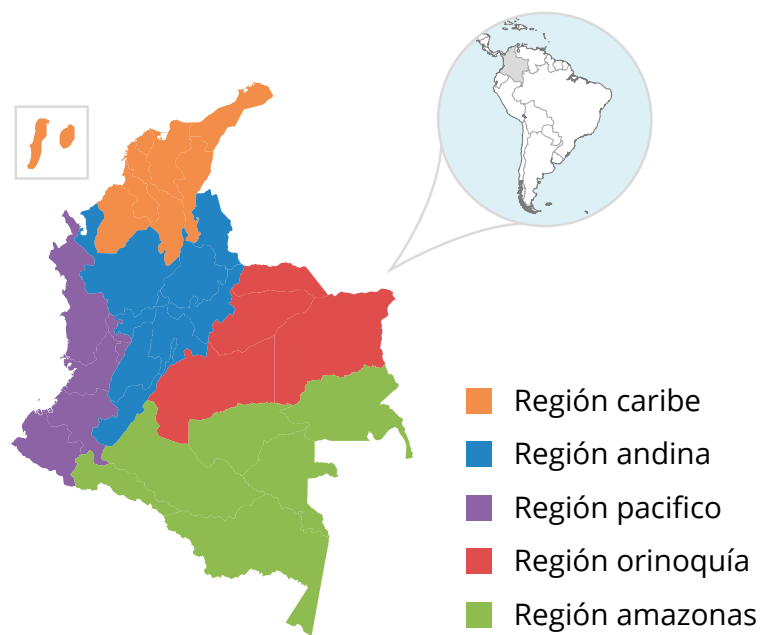 Región caribe
Región andina
Región pacifico
Región orinoquía
Región amazonas